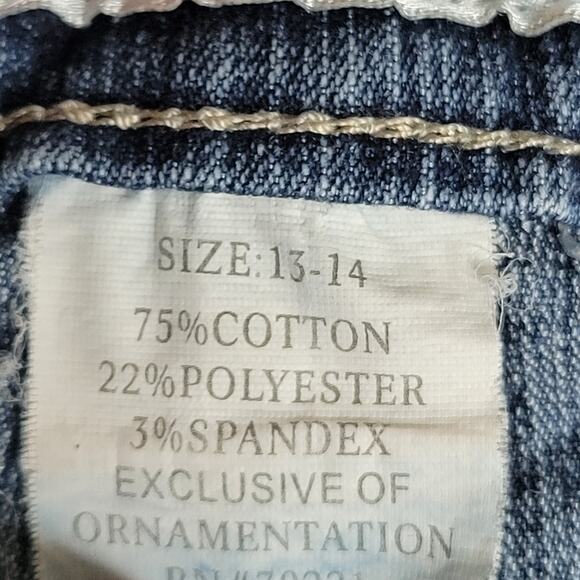 SIZE:13-14
75%COTTON
22%POLYESTER
3%SPANDEX
EXCLUSIVE OF
ORNAMENTATION